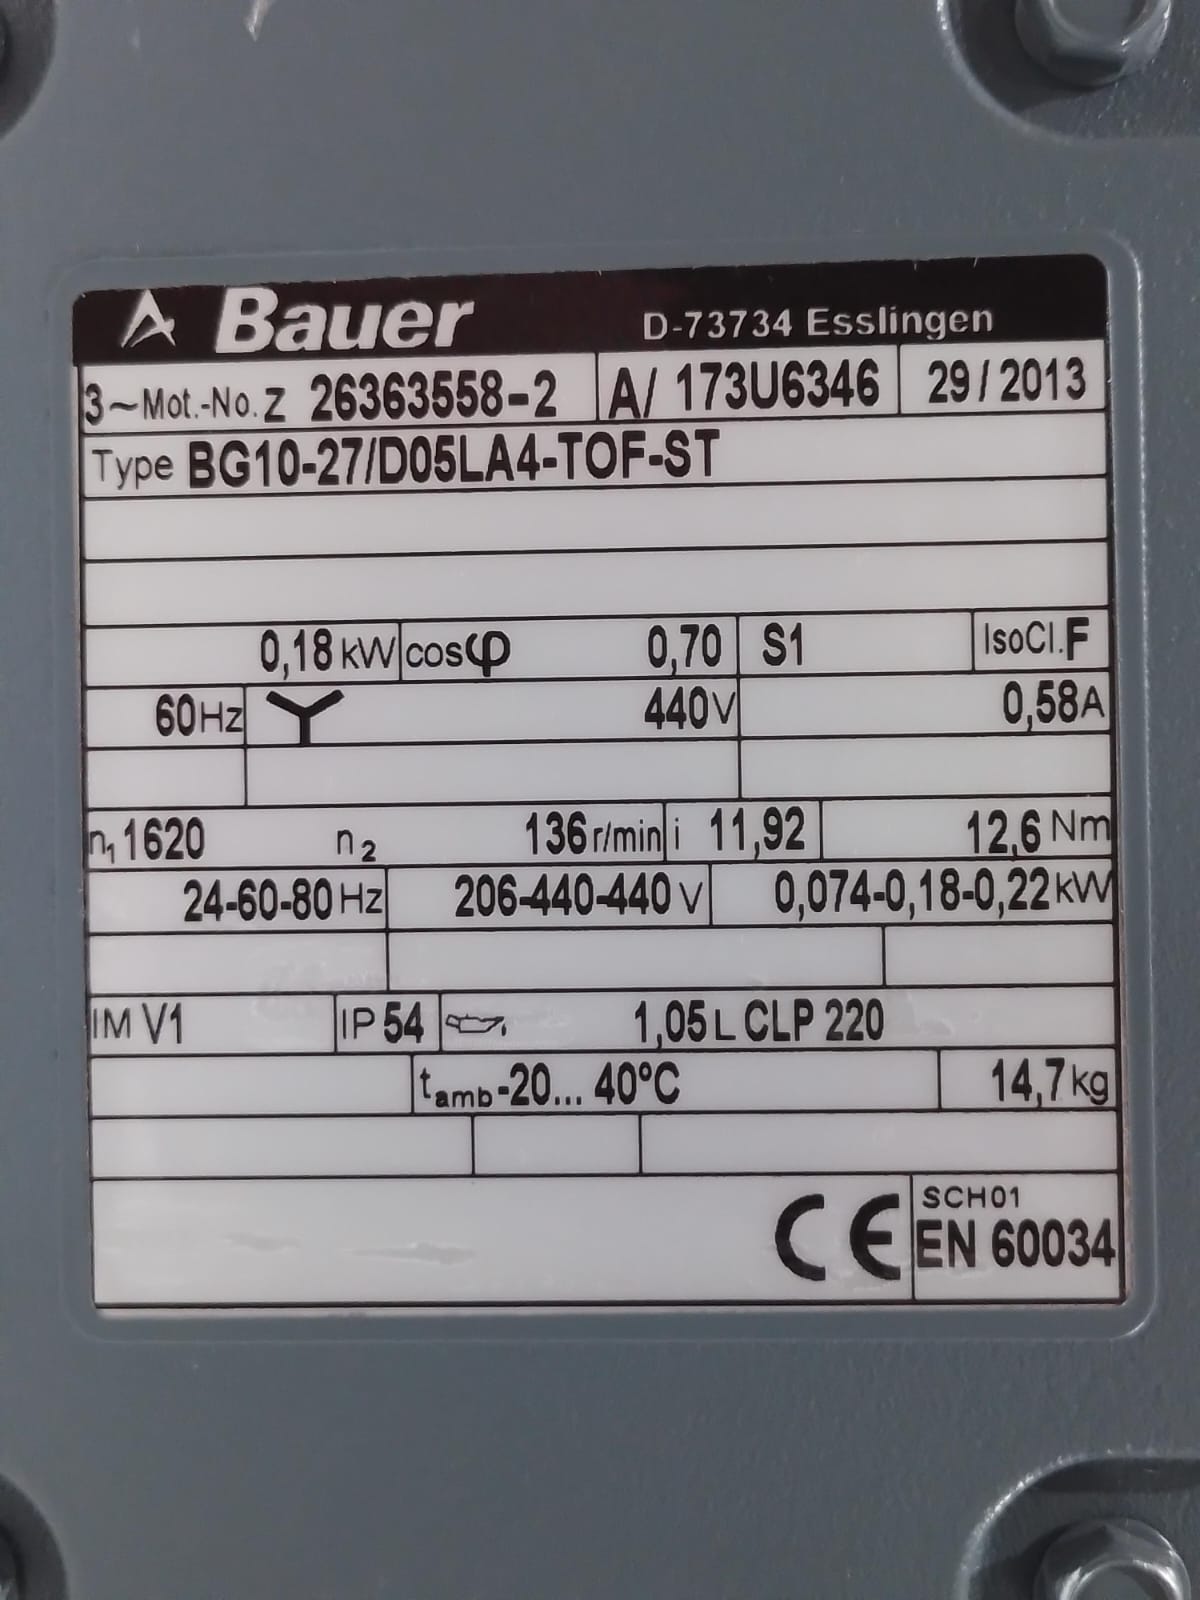 Bauer D-73734 Esslingen
3~Mot.-No. Z 26363558-2 A/ 173U6346 29/2013
Type BG10-27/D05LA4-TOF-ST
0,18 kW cosφ 0,70 S1 IsoCl.F
60Hz Y 440V 0,58A
n₁ 1620 n₂ 136 r/min i 11,92 12,6 Nm
24-60-80 Hz 206-440-440 V 0,074-0,18-0,22 kW
IM V1 IP 54 1,05 L CLP 220
tamb -20... 40°C 14,7 kg
CE SCH01
EN 60034